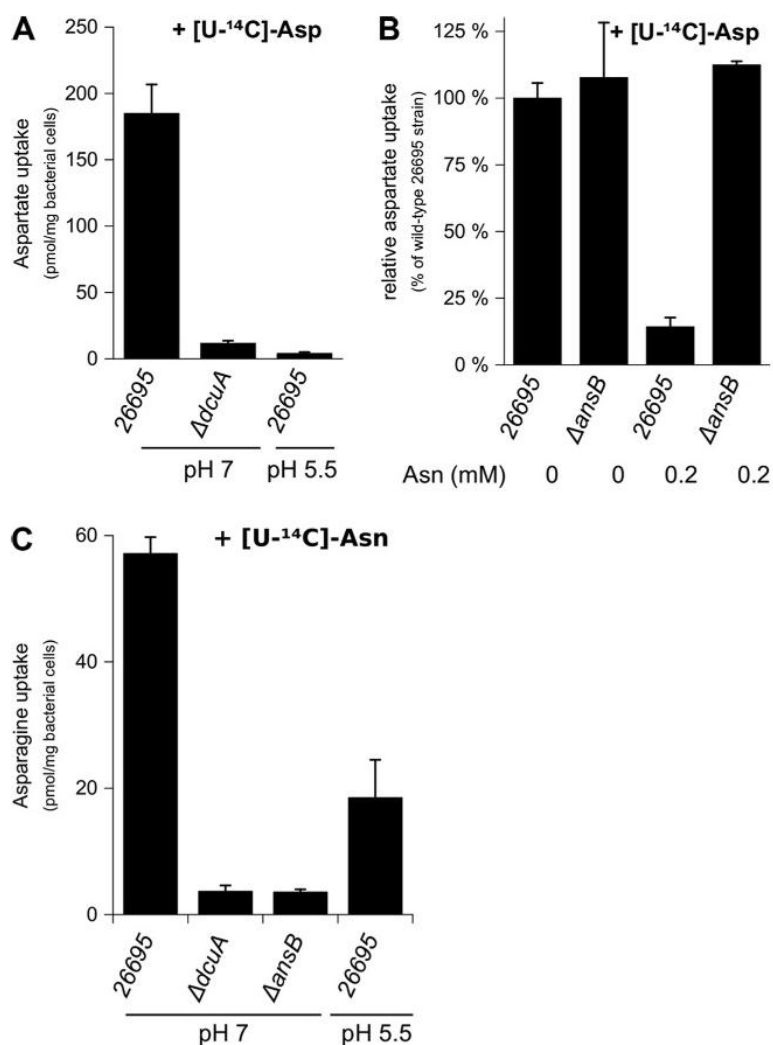 A
+ [U-¹⁴C]-Asp
Aspartate uptake
(pmol/mg bacterial cells)
250
200
150
100
50
0
26695
ΔdcuA
26695
pH 7
pH 5.5
B
+ [U-¹⁴C]-Asp
relative aspartate uptake
(% of wild-type 26695 strain)
125 %
100 %
75 %
50 %
25 %
0 %
26695
ΔansB
26695
ΔansB
Asn (mM) 0 0 0.2 0.2
C
+ [U-¹⁴C]-Asn
Asparagine uptake
(pmol/mg bacterial cells)
60
40
20
0
26695
ΔdcuA
ΔansB
26695
pH 7
pH 5.5